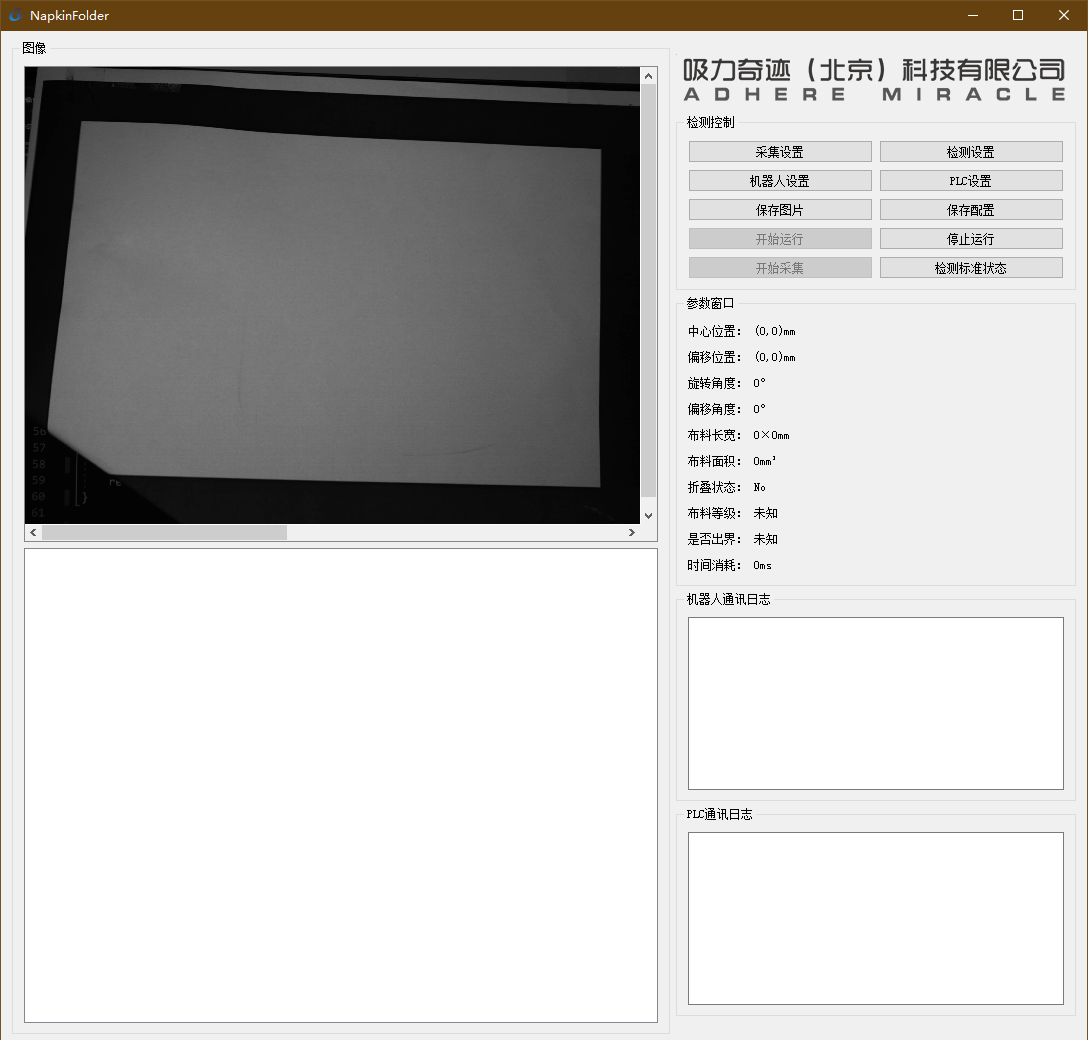 NapkinFolder
图像
56
57
58
59
60
61
re
}
吸力奇迹（北京）科技有限公司
ADHERE MIRACLE
检测控制
采集设置 检测设置
机器人设置 PLC设置
保存图片 保存配置
开始运行 停止运行
开始采集 检测标准状态
参数窗口
中心位置: (0,0)mm
偏移位置: (0,0)mm
旋转角度: 0°
偏移角度: 0°
布料长宽: 0×0mm
布料面积: 0mm²
折叠状态: No
布料等级: 未知
是否出界: 未知
时间消耗: 0ms
机器人通讯日志
PLC通讯日志